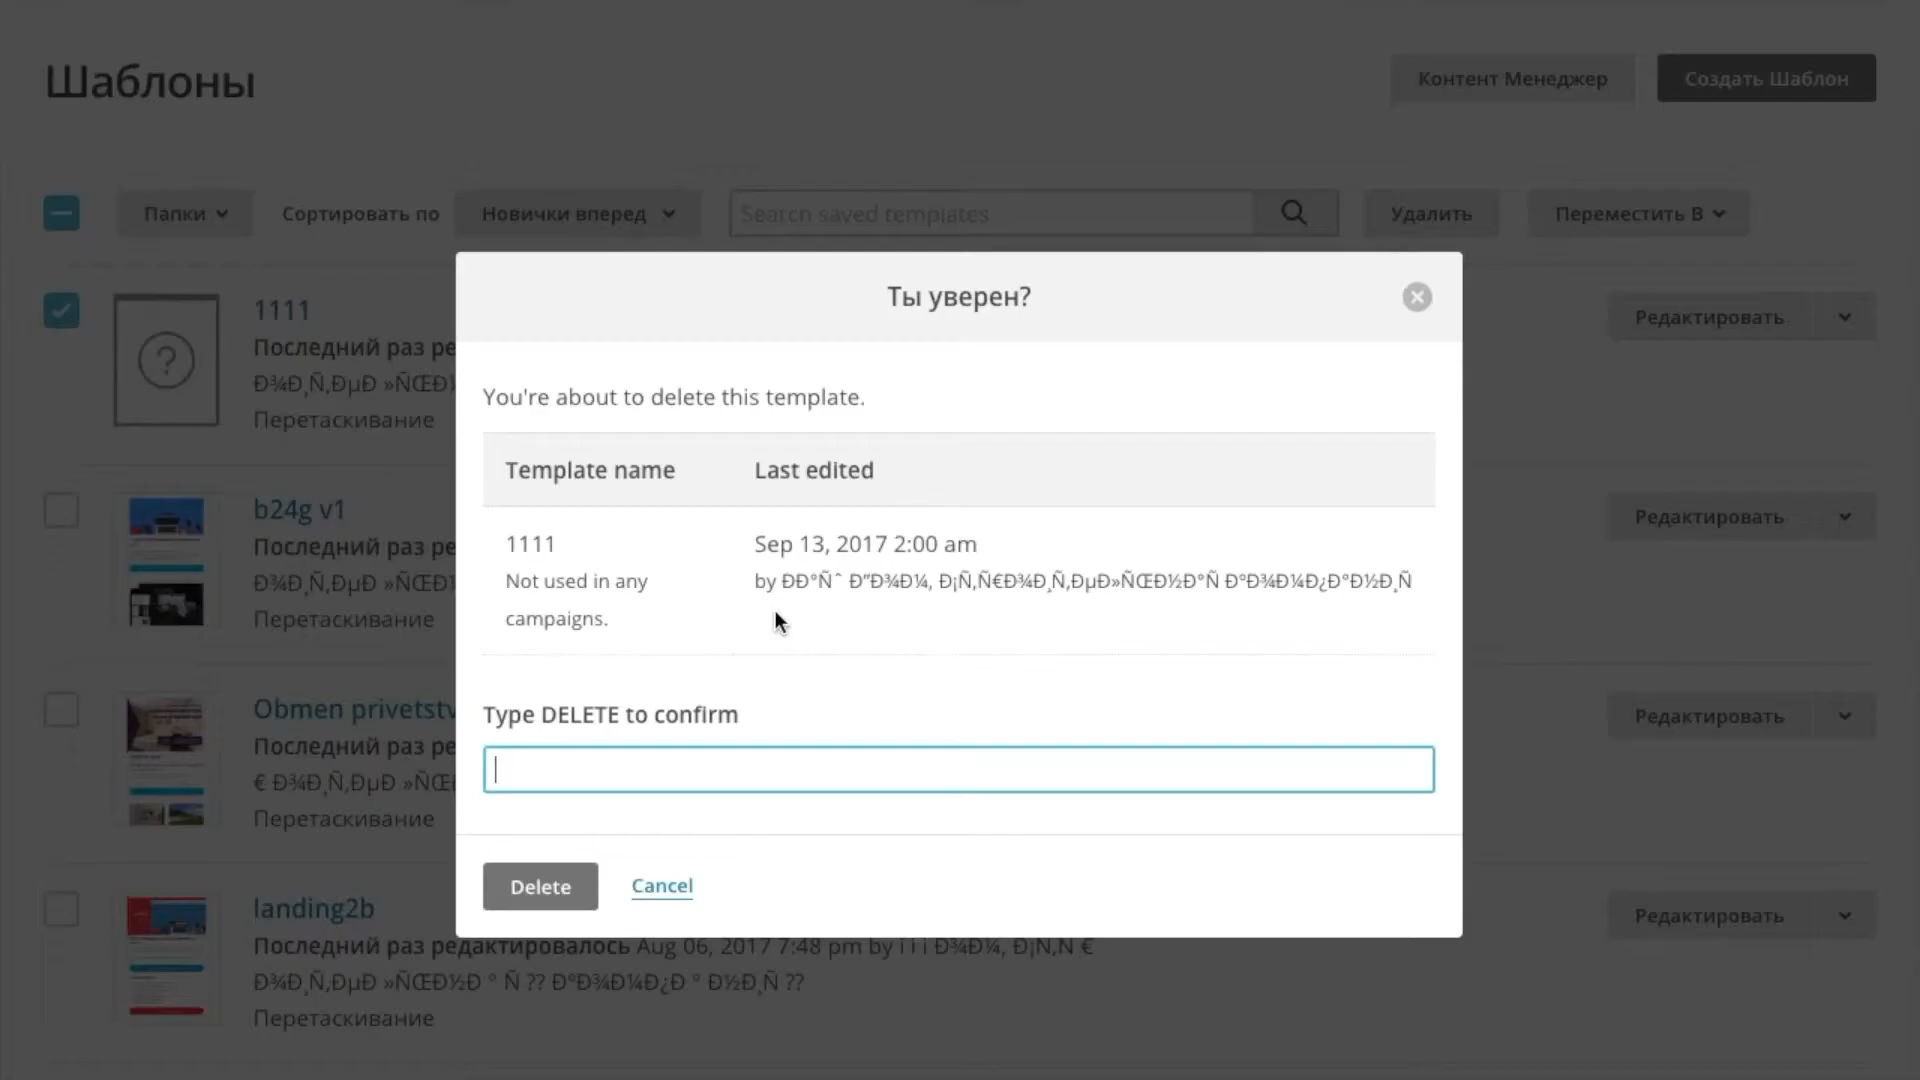 Шаблоны
Контент Менеджер
Создать Шаблон
Папки
Сортировать по
Новички вперед
Search saved templates
Удалить
Переместить В
Ты уверен?
You're about to delete this template.
Template name Last edited
1111 Sep 13, 2017 2:00 am
Not used in any
campaigns.
by
Type DELETE to confirm
Delete Cancel
1111
Последний раз ре
Перетаскивание
Редактировать
b24g v1
Последний раз ре
Перетаскивание
Редактировать
Obmen privetstv
Последний раз ре
Перетаскивание
Редактировать
landing2b
Последний раз редактировалось Aug 06, 2017 7:48 pm by
Перетаскивание
Редактировать